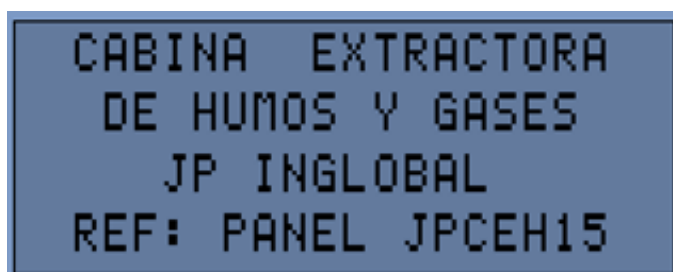 CABINA EXTRACTORA
DE HUMOS Y GASES
JP INGLOBAL
REF: PANEL JPCEH15